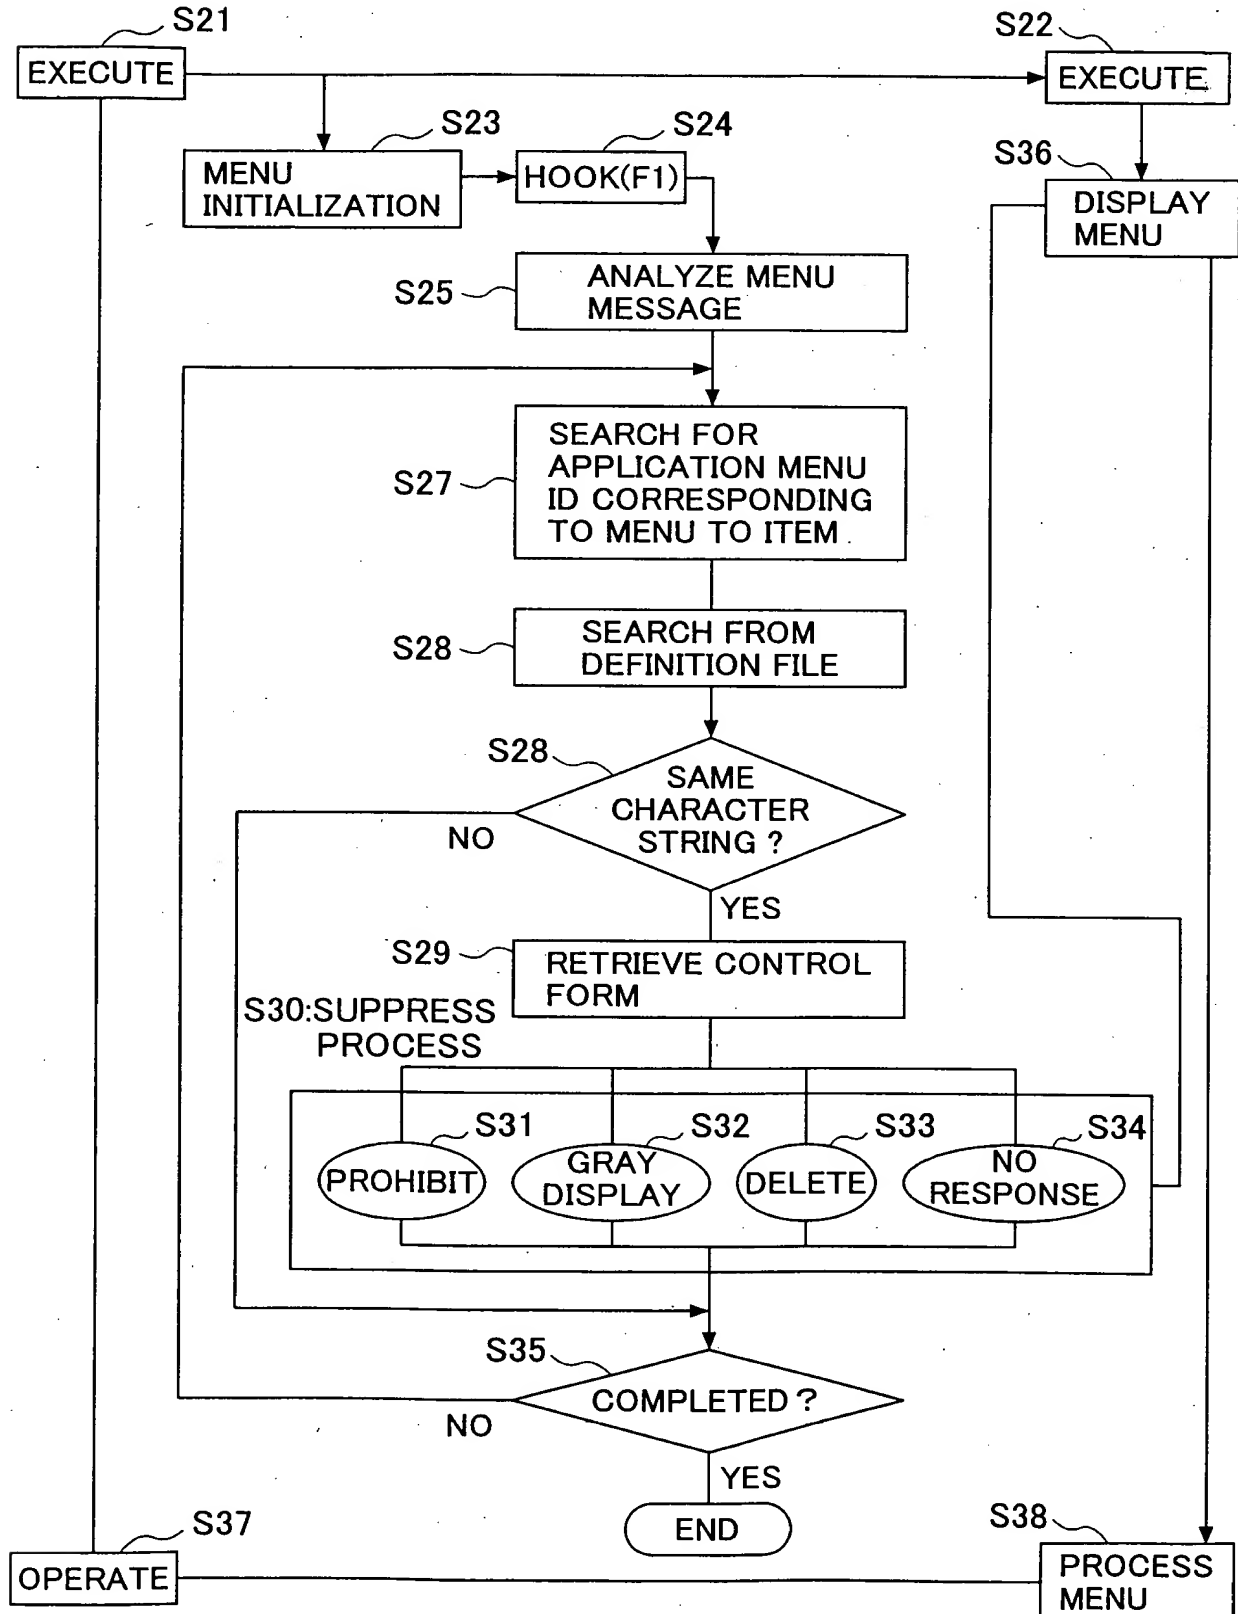 S21
S22
EXECUTE
EXECUTE
S23
S24
S36
MENU
INITIALIZATION
HOOK(F1)
DISPLAY
MENU
S25
ANALYZE MENU
MESSAGE
S27
SEARCH FOR
APPLICATION MENU
ID CORRESPONDING
TO MENU TO ITEM
S28
SEARCH FROM
DEFINITION FILE
S28
SAME
CHARACTER
STRING ?
NO
YES
S29
RETRIEVE CONTROL
FORM
S30:SUPPRESS
PROCESS
S31
S32
S33
S34
PROHIBIT
GRAY
DISPLAY
DELETE
NO
RESPONSE
S35
COMPLETED ?
NO
YES
END
S37
S38
OPERATE
PROCESS
MENU